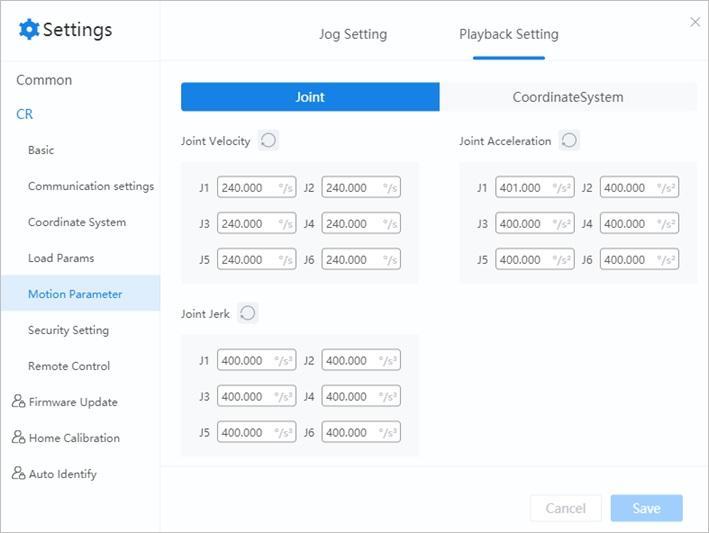 Settings
Jog Setting Playback Setting
Common
CR
Basic
Communication settings
Coordinate System
Load Params
Motion Parameter
Security Setting
Remote Control
Firmware Update
Home Calibration
Auto Identify
Joint CoordinateSystem
Joint Velocity
J1 240.000 °/s J2 240.000 °/s
J3 240.000 °/s J4 240.000 °/s
J5 240.000 °/s J6 240.000 °/s
Joint Acceleration
J1 401.000 °/s² J2 400.000 °/s²
J3 400.000 °/s² J4 400.000 °/s²
J5 400.000 °/s² J6 400.000 °/s²
Joint Jerk
J1 400.000 °/s³ J2 400.000 °/s³
J3 400.000 °/s³ J4 400.000 °/s³
J5 400.000 °/s³ J6 400.000 °/s³
Cancel Save